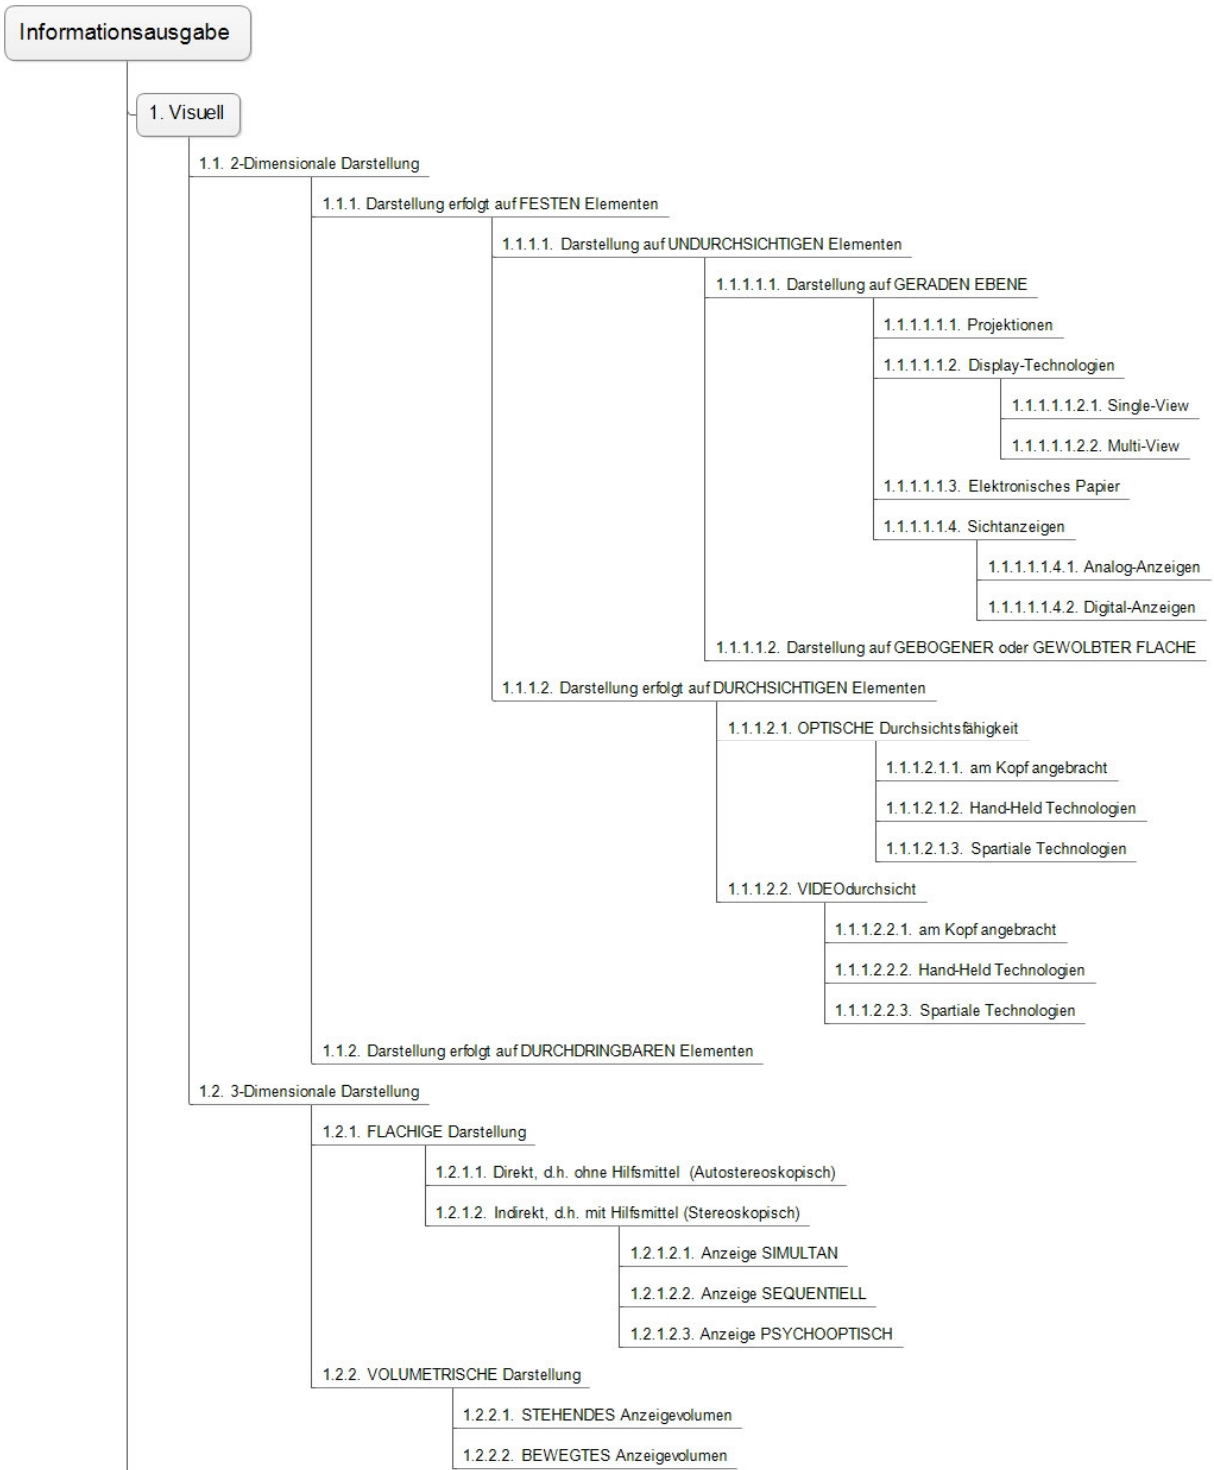 Informationsausgabe
1. Visuell
1.1. 2-Dimensionale Darstellung
1.1.1. Darstellung erfolgt auf FESTEN Elementen
1.1.1.1. Darstellung auf UNDURCHSICHTIGEN Elementen
1.1.1.1.1. Darstellung auf GERADEN EBENE
1.1.1.1.1.1. Projektionen
1.1.1.1.1.2. Display-Technologien
1.1.1.1.1.2.1. Single-View
1.1.1.1.1.2.2. Multi-View
1.1.1.1.1.3. Elektronisches Papier
1.1.1.1.1.4. Sichtanzeigen
1.1.1.1.1.4.1. Analog-Anzeigen
1.1.1.1.1.4.2. Digital-Anzeigen
1.1.1.1.2. Darstellung auf GEBOGENER oder GEWOLBTER FLACHE
1.1.1.2. Darstellung erfolgt auf DURCHSICHTIGEN Elementen
1.1.1.2.1. OPTISCHE Durchsichtsfähigkeit
1.1.1.2.1.1. am Kopf angebracht
1.1.1.2.1.2. Hand-Held Technologien
1.1.1.2.1.3. Spartiale Technologien
1.1.1.2.2. VIDEOdurchsicht
1.1.1.2.2.1. am Kopf angebracht
1.1.1.2.2.2. Hand-Held Technologien
1.1.1.2.2.3. Spartiale Technologien
1.1.2. Darstellung erfolgt auf DURCHDRINGBAREN Elementen
1.2. 3-Dimensionale Darstellung
1.2.1. FLACHIGE Darstellung
1.2.1.1. Direkt, d.h. ohne Hilfsmittel (Autostereoskopisch)
1.2.1.2. Indirekt, d.h. mit Hilfsmittel (Stereoskopisch)
1.2.1.2.1. Anzeige SIMULTAN
1.2.1.2.2. Anzeige SEQUENTIELL
1.2.1.2.3. Anzeige PSYCHOOPTISCH
1.2.2. VOLUMETRISCHE Darstellung
1.2.2.1. STEHENDES Anzeigevolumen
1.2.2.2. BEWEGTES Anzeigevolumen